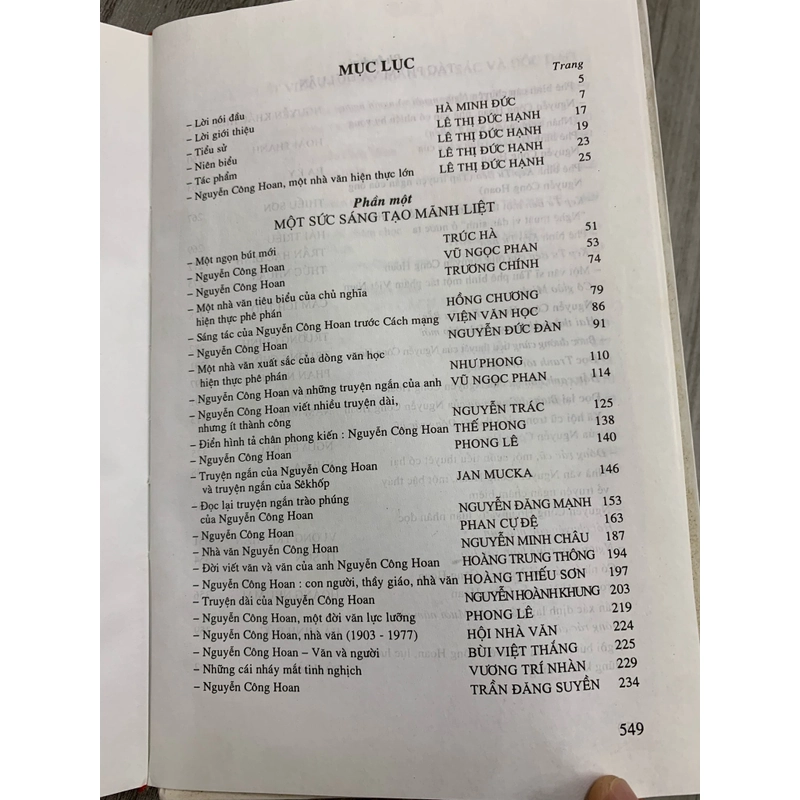 MỤC LỤC
Trang
5
– Lời nói đầu HÀ MINH ĐỨC 7
– Lời giới thiệu LÊ THỊ ĐỨC HẠNH 17
– Tiểu sử LÊ THỊ ĐỨC HẠNH 19
– Niên biểu LÊ THỊ ĐỨC HẠNH 23
– Tác phẩm LÊ THỊ ĐỨC HẠNH 25
– Nguyễn Công Hoan, một nhà văn hiện thực lớn
Phần một
MỘT SỨC SÁNG TẠO MÃNH LIỆT
– Một ngọn bút mới TRÚC HÀ 51
– Nguyễn Công Hoan VŨ NGỌC PHAN 53
– Nguyễn Công Hoan TRƯƠNG CHÍNH 74
– Một nhà văn tiêu biểu của chủ nghĩa
hiện thực phê phán HỒNG CHƯƠNG 79
– Sáng tác của Nguyễn Công Hoan trước Cách mạng VIỆN VĂN HỌC 86
– Nguyễn Công Hoan NGUYỄN ĐỨC ĐÀN 91
– Một nhà văn xuất sắc của dòng văn học
hiện thực phê phán NHƯ PHONG 110
– Nguyễn Công Hoan và những truyện ngắn của anh VŨ NGỌC PHAN 114
– Nguyễn Công Hoan viết nhiều truyện dài,
nhưng ít thành công NGUYỄN TRÁC 125
– Điển hình tả chân phong kiến : Nguyễn Công Hoan THẾ PHONG 138
– Nguyễn Công Hoan PHONG LÊ 140
– Truyện ngắn của Nguyễn Công Hoan
và truyện ngắn của Sêkhốp JAN MUCKA 146
– Đọc lại truyện ngắn trào phúng
của Nguyễn Công Hoan NGUYỄN ĐĂNG MẠNH 153
– Nguyễn Công Hoan PHAN CỰ ĐỆ 163
– Nhà văn Nguyễn Công Hoan NGUYỄN MINH CHÂU 187
– Đời viết văn và văn của anh Nguyễn Công Hoan HOÀNG TRUNG THÔNG 194
– Nguyễn Công Hoan : con người, thầy giáo, nhà văn HOÀNG THIẾU SƠN 197
– Truyện dài của Nguyễn Công Hoan NGUYỄN HOÀNH KHUNG 203
– Nguyễn Công Hoan, một đời văn lực lưỡng PHONG LÊ 219
– Nguyễn Công Hoan, nhà văn (1903 - 1977) HỘI NHÀ VĂN 224
– Nguyễn Công Hoan – Văn và người BÙI VIỆT THẮNG 225
– Những cái nháy mắt tinh nghịch VƯƠNG TRÍ NHÀN 229
– Nguyễn Công Hoan TRẦN ĐĂNG SUYỀN 234
549